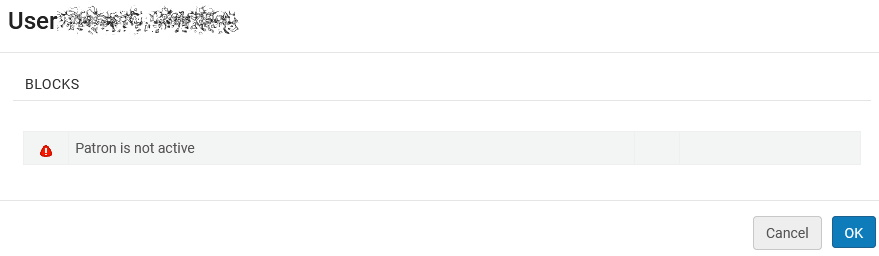 User
BLOCKS
Patron is not active
Cancel OK